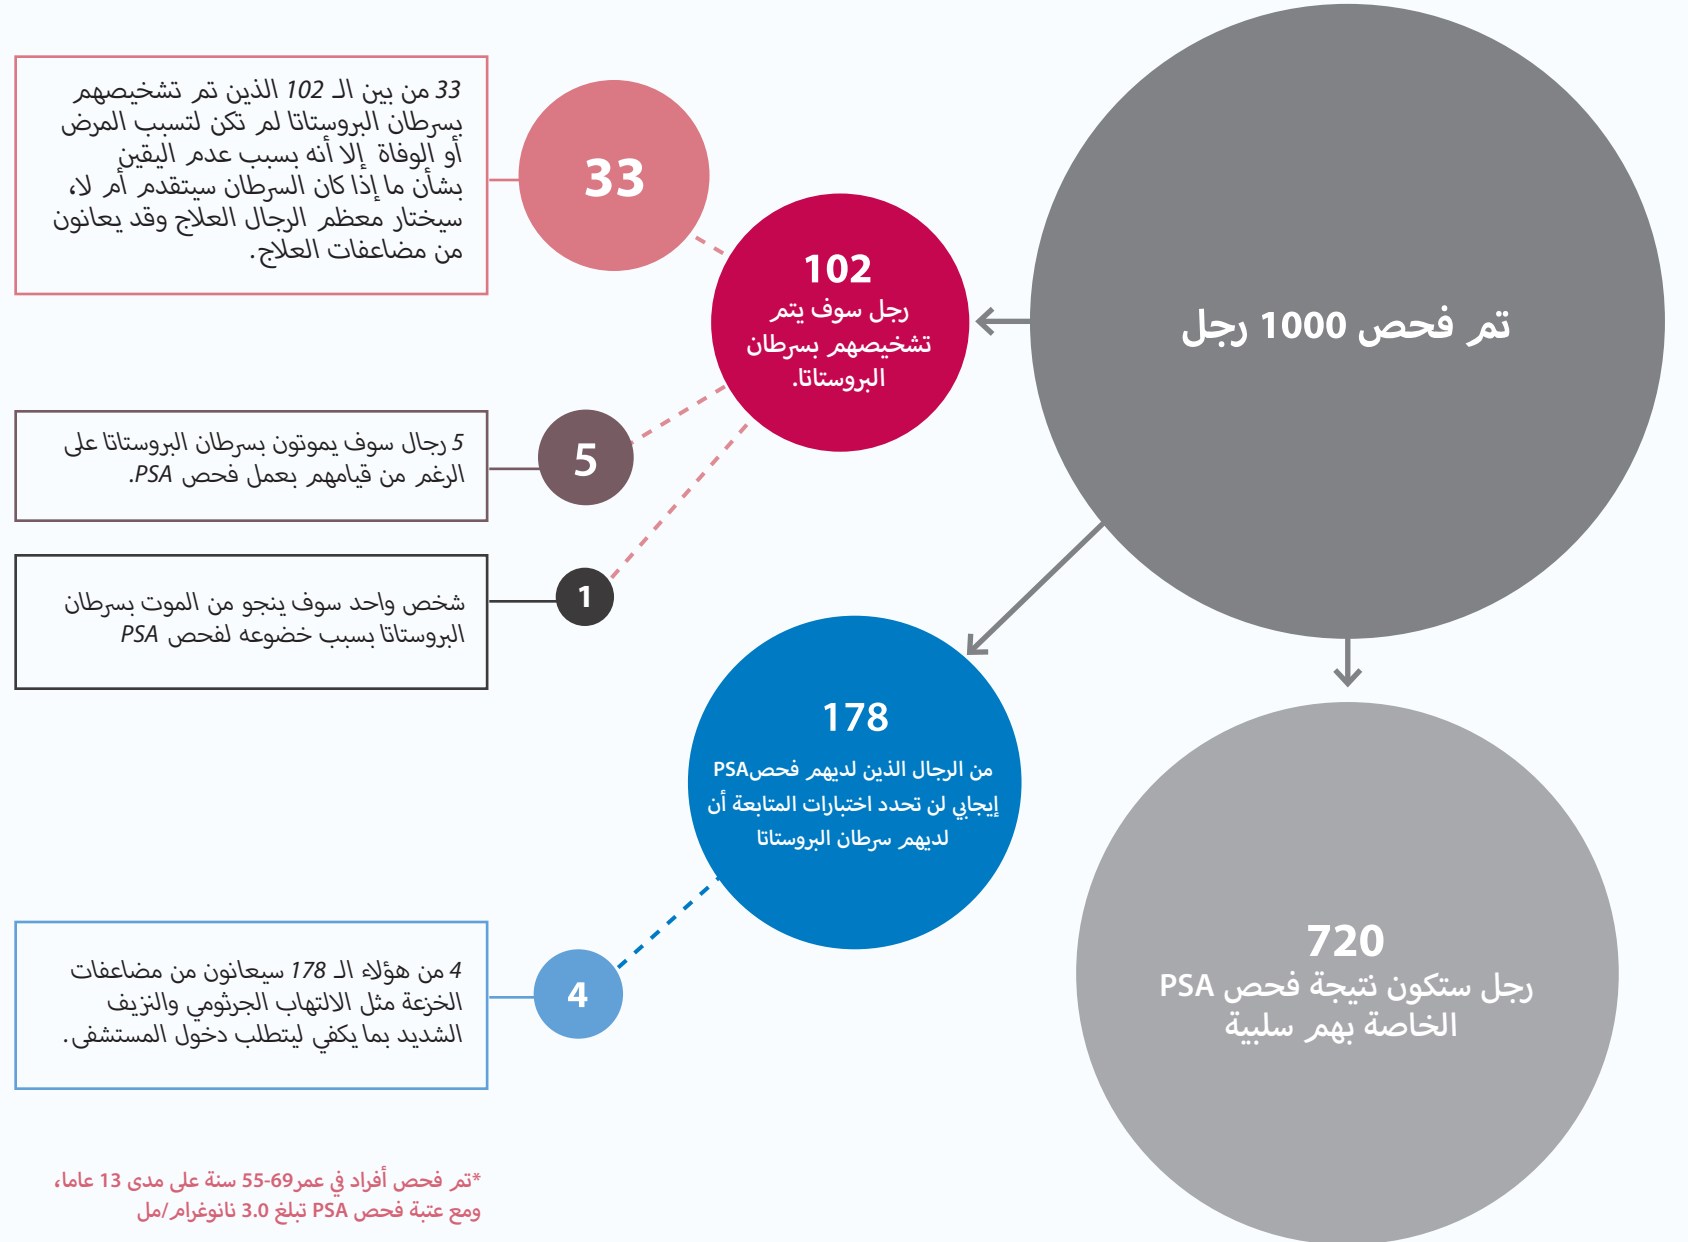 تم فحص 1000 رجل
102
رجل سوف يتم
تشخيصهم بسرطان
البروستاتا.
33
33 من بين الـ 102 الذين تم تشخيصهم
بسرطان البروستاتا لم تكن لتسبب المرض
أو الوفاة إلا أنه بسبب عدم اليقين
بشأن ما إذا كان السرطان سيتقدم أم لا،
سيختار معظم الرجال العلاج وقد يعانون
من مضاعفات العلاج.
5
5 رجال سوف يموتون بسرطان البروستاتا على
الرغم من قيامهم بعمل فحص PSA.
1
شخص واحد سوف ينجو من الموت بسرطان
البروستاتا بسبب خضوعه لفحص PSA
178
من الرجال الذين لديهم فحصPSA
إيجابي لن تحدد اختبارات المتابعة أن
لديهم سرطان البروستاتا
4
4 من هؤلاء الـ 178 سيعانون من مضاعفات
الخزعة مثل الالتهاب الجرثومي والنزيف
الشديد بما يكفي ليتطلب دخول المستشفى.
720
رجل ستكون نتيجة فحص PSA
الخاصة بهم سلبية
*تم فحص أفراد في عمر55-69 سنة على مدى 13 عاما،
ومع عتبة فحص PSA تبلغ 3.0 نانوغرام/مل